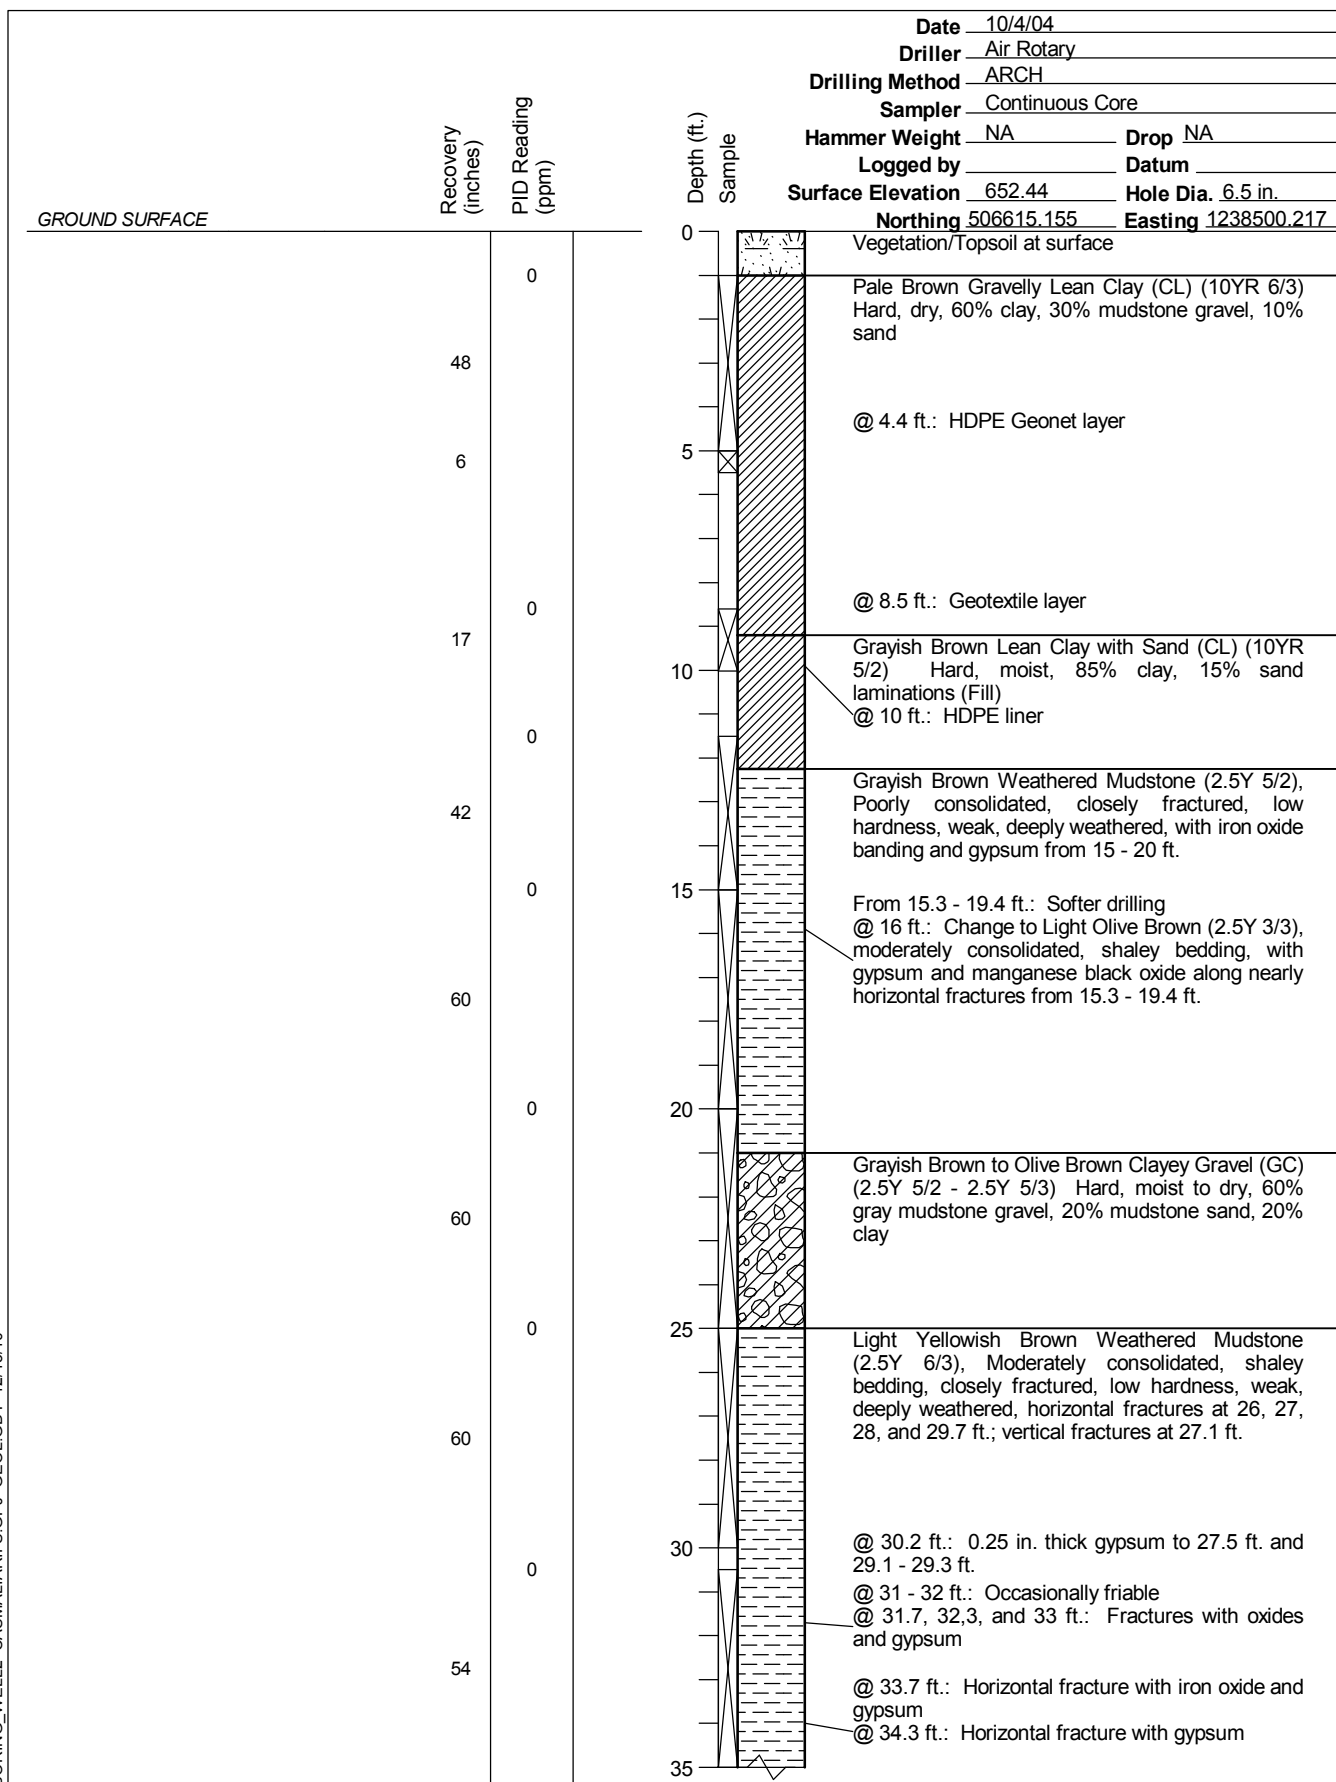 Date 10/4/04
Driller Air Rotary
Drilling Method ARCH
Sampler Continuous Core
Hammer Weight NA Drop NA
Logged by Datum
Surface Elevation 652.44 Hole Dia. 6.5 in.
Northing 506615.155 Easting 1238500.217
Recovery (inches)
PID Reading (ppm)
Depth (ft.)
Sample
GROUND SURFACE
0
Vegetation/Topsoil at surface
0
Pale Brown Gravelly Lean Clay (CL) (10YR 6/3)
Hard, dry, 60% clay, 30% mudstone gravel, 10%
sand
48
@ 4.4 ft.: HDPE Geonet layer
5
6
@ 8.5 ft.: Geotextile layer
0
17
Grayish Brown Lean Clay with Sand (CL) (10YR
5/2) Hard, moist, 85% clay, 15% sand
10
laminations (Fill)
@ 10 ft.: HDPE liner
0
Grayish Brown Weathered Mudstone (2.5Y 5/2),
Poorly consolidated, closely fractured, low
42
hardness, weak, deeply weathered, with iron oxide
banding and gypsum from 15 - 20 ft.
0
15
From 15.3 - 19.4 ft.: Softer drilling
@ 16 ft.: Change to Light Olive Brown (2.5Y 3/3),
moderately consolidated, shaley bedding, with
gypsum and manganese black oxide along nearly
60
horizontal fractures from 15.3 - 19.4 ft.
0
20
Grayish Brown to Olive Brown Clayey Gravel (GC)
(2.5Y 5/2 - 2.5Y 5/3) Hard, moist to dry, 60%
gray mudstone gravel, 20% mudstone sand, 20%
60
clay
0
25
Light Yellowish Brown Weathered Mudstone
(2.5Y 6/3), Moderately consolidated, shaley
bedding, closely fractured, low hardness, weak,
deeply weathered, horizontal fractures at 26, 27,
28, and 29.7 ft.; vertical fractures at 27.1 ft.
60
30
@ 30.2 ft.: 0.25 in. thick gypsum to 27.5 ft. and
29.1 - 29.3 ft.
0
@ 31 - 32 ft.: Occasionally friable
@ 31.7, 32,3, and 33 ft.: Fractures with oxides
and gypsum
54
@ 33.7 ft.: Horizontal fracture with iron oxide and
gypsum
@ 34.3 ft.: Horizontal fracture with gypsum
35